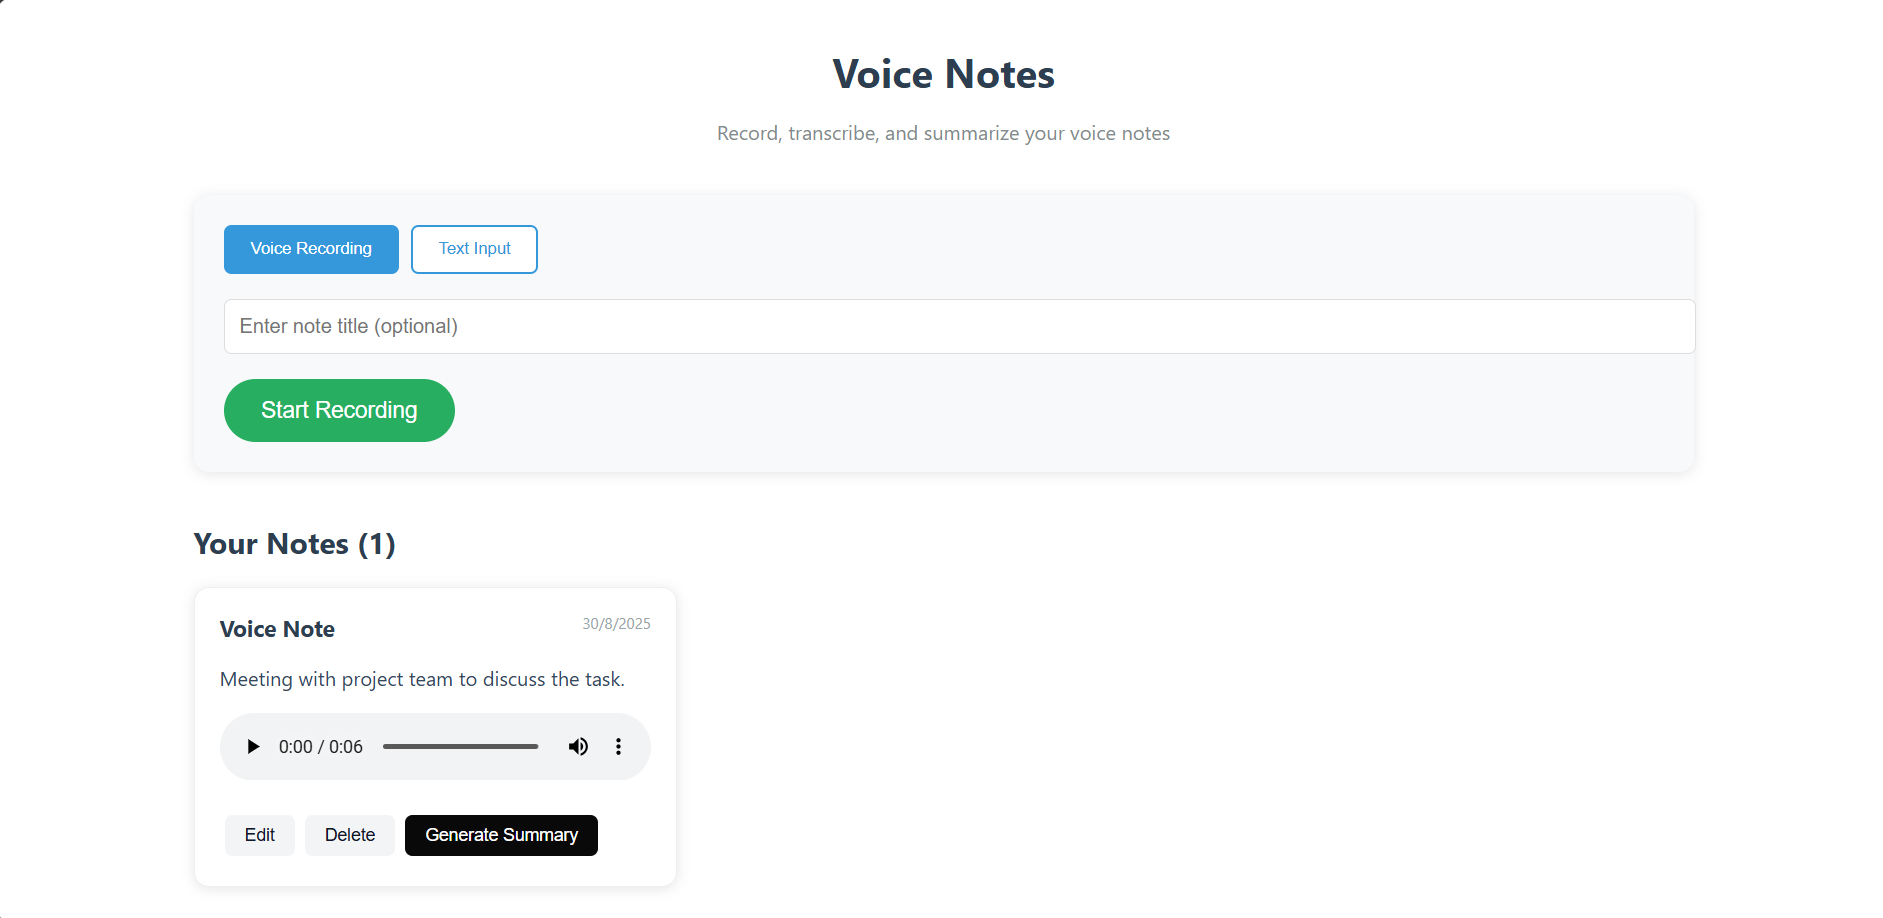 Voice Notes
Record, transcribe, and summarize your voice notes
Voice Recording Text Input
Enter note title (optional)
Start Recording
Your Notes (1)
Voice Note 30/8/2025
Meeting with project team to discuss the task.
0:00 / 0:06
Edit Delete Generate Summary